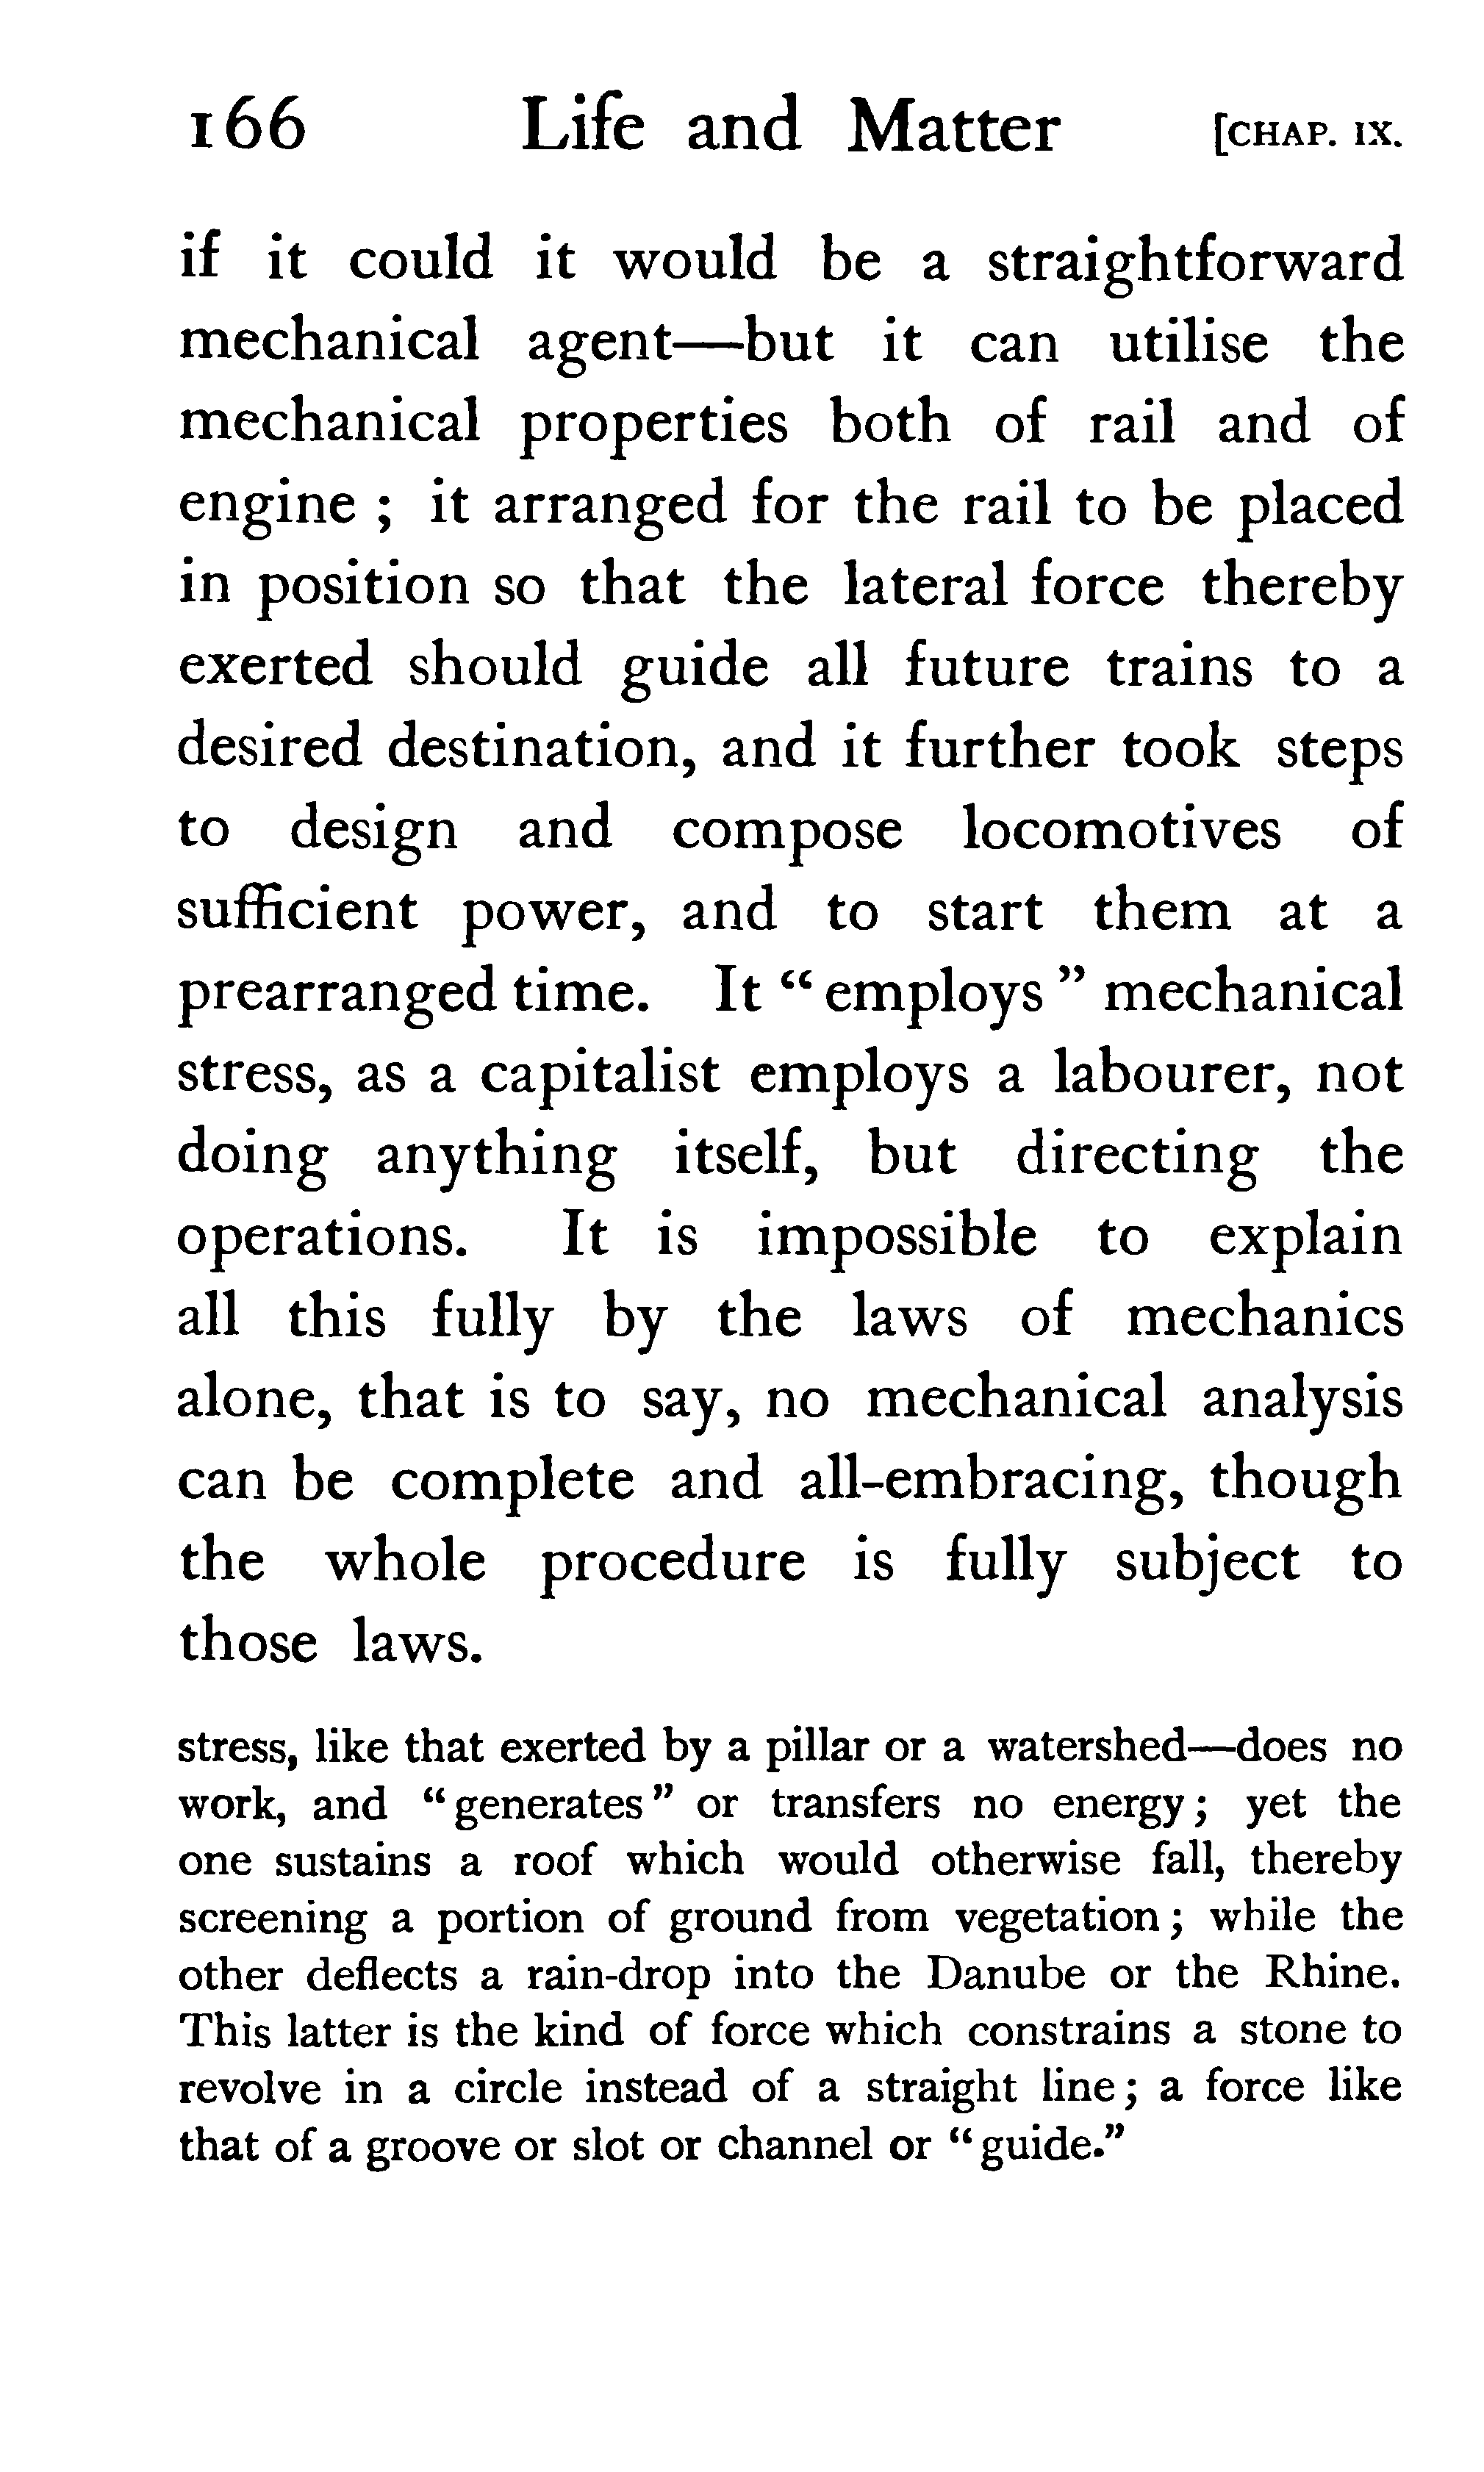 166 Life and Matter [CHAP. IX.
if it could it would be a straightforward
mechanical agent—but it can utilise the
mechanical properties both of rail and of
engine ; it arranged for the rail to be placed
in position so that the lateral force thereby
exerted should guide all future trains to a
desired destination, and it further took steps
to design and compose locomotives of
sufficient power, and to start them at a
prearranged time. It “ employs ” mechanical
stress, as a capitalist employs a labourer, not
doing anything itself, but directing the
operations. It is impossible to explain
all this fully by the laws of mechanics
alone, that is to say, no mechanical analysis
can be complete and all-embracing, though
the whole procedure is fully subject to
those laws.
stress, like that exerted by a pillar or a watershed—does no
work, and “generates” or transfers no energy; yet the
one sustains a roof which would otherwise fall, thereby
screening a portion of ground from vegetation; while the
other deflects a rain-drop into the Danube or the Rhine.
This latter is the kind of force which constrains a stone to
revolve in a circle instead of a straight line; a force like
that of a groove or slot or channel or “guide.”